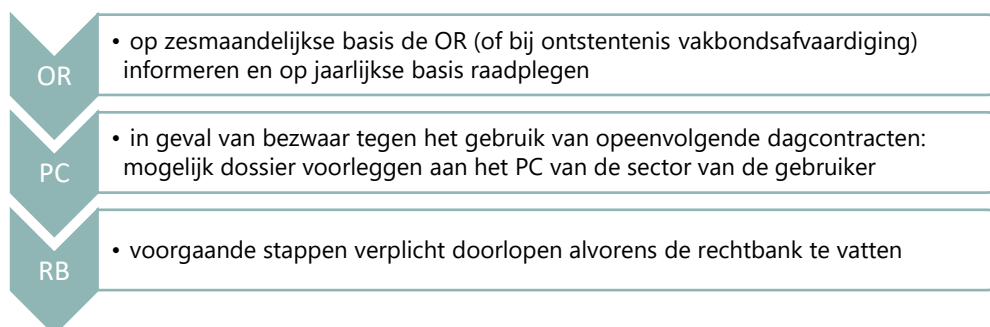 OR
• op zesmaandelijkse basis de OR (of bij ontstentenis vakbondsafvaardiging)
informeren en op jaarlijkse basis raadplegen
PC
• in geval van bezwaar tegen het gebruik van opeenvolgende dagcontracten:
mogelijk dossier voorleggen aan het PC van de sector van de gebruiker
RB
• voorgaande stappen verplicht doorlopen alvorens de rechtbank te vatten